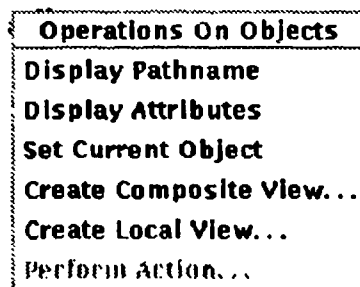 Operations On Objects
Display Pathname
Display Attributes
Set Current Object
Create Composite View...
Create Local View...
Perform Action...